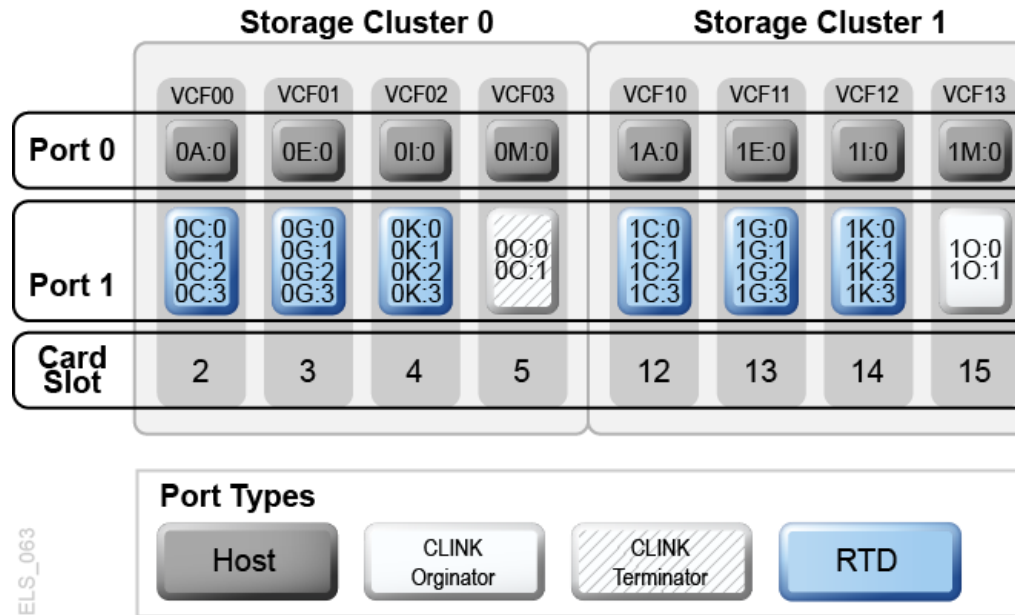 Storage Cluster 0 Storage Cluster 1
VCF00 VCF01 VCF02 VCF03 VCF10 VCF11 VCF12 VCF13
Port 0 0A:0 0E:0 0I:0 0M:0 1A:0 1E:0 1I:0 1M:0
0C:0 0G:0 0K:0 1C:0 1G:0 1K:0
0C:1 0G:1 0K:1 0O:0 1C:1 1G:1 1K:1 1O:0
Port 1 0C:2 0G:2 0K:2 0O:1 1C:2 1G:2 1K:2 1O:1
0C:3 0G:3 0K:3 1C:3 1G:3 1K:3
Card
Slot 2 3 4 5 12 13 14 15
Port Types
Host
CLINK
Orginator
CLINK
Terminator
RTD
ELS_063